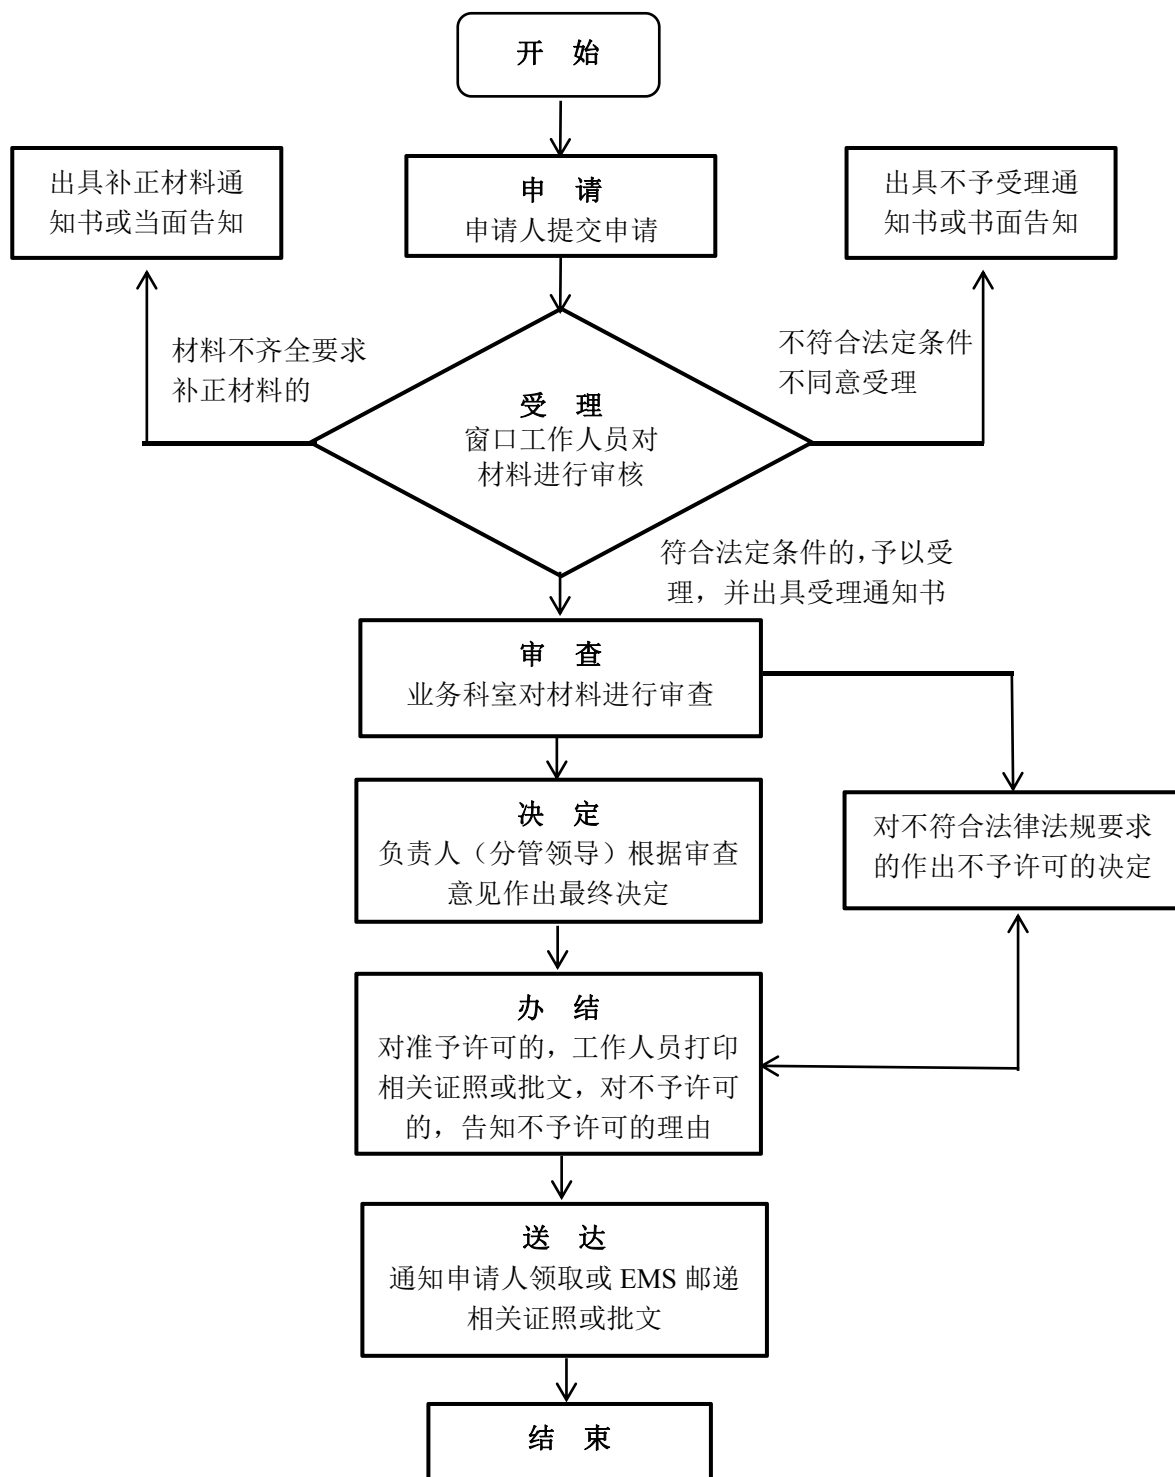 开 始
申 请
申请人提交申请
出具补正材料通
知书或当面告知
出具不予受理通
知书或书面告知
材料不齐全要求
补正材料的
不符合法定条件
不同意受理
受 理
窗口工作人员对
材料进行审核
符合法定条件的，予以受
理，并出具受理通知书
审 查
业务科室对材料进行审查
决 定
负责人（分管领导）根据审查
意见作出最终决定
对不符合法律法规要求
的作出不予许可的决定
办 结
对准予许可的，工作人员打印
相关证照或批文，对不予许可
的，告知不予许可的理由
送 达
通知申请人领取或 EMS 邮递
相关证照或批文
结 束